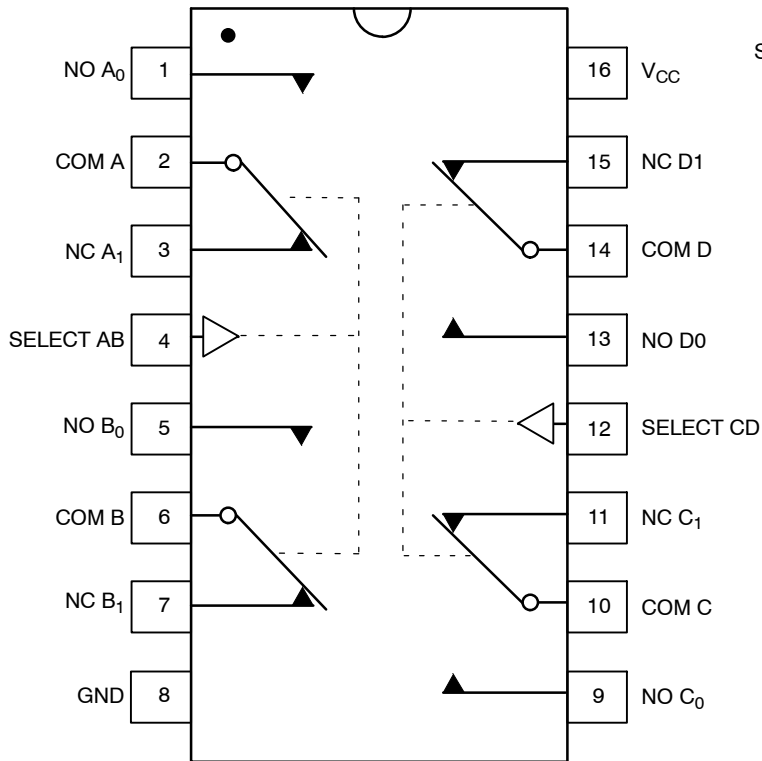 NO A₀ 1
COM A 2
NC A₁ 3
SELECT AB 4
NO B₀ 5
COM B 6
NC B₁ 7
GND 8
16 V_CC
15 NC D1
14 COM D
13 NO D0
12 SELECT CD
11 NC C₁
10 COM C
9 NO C₀
S